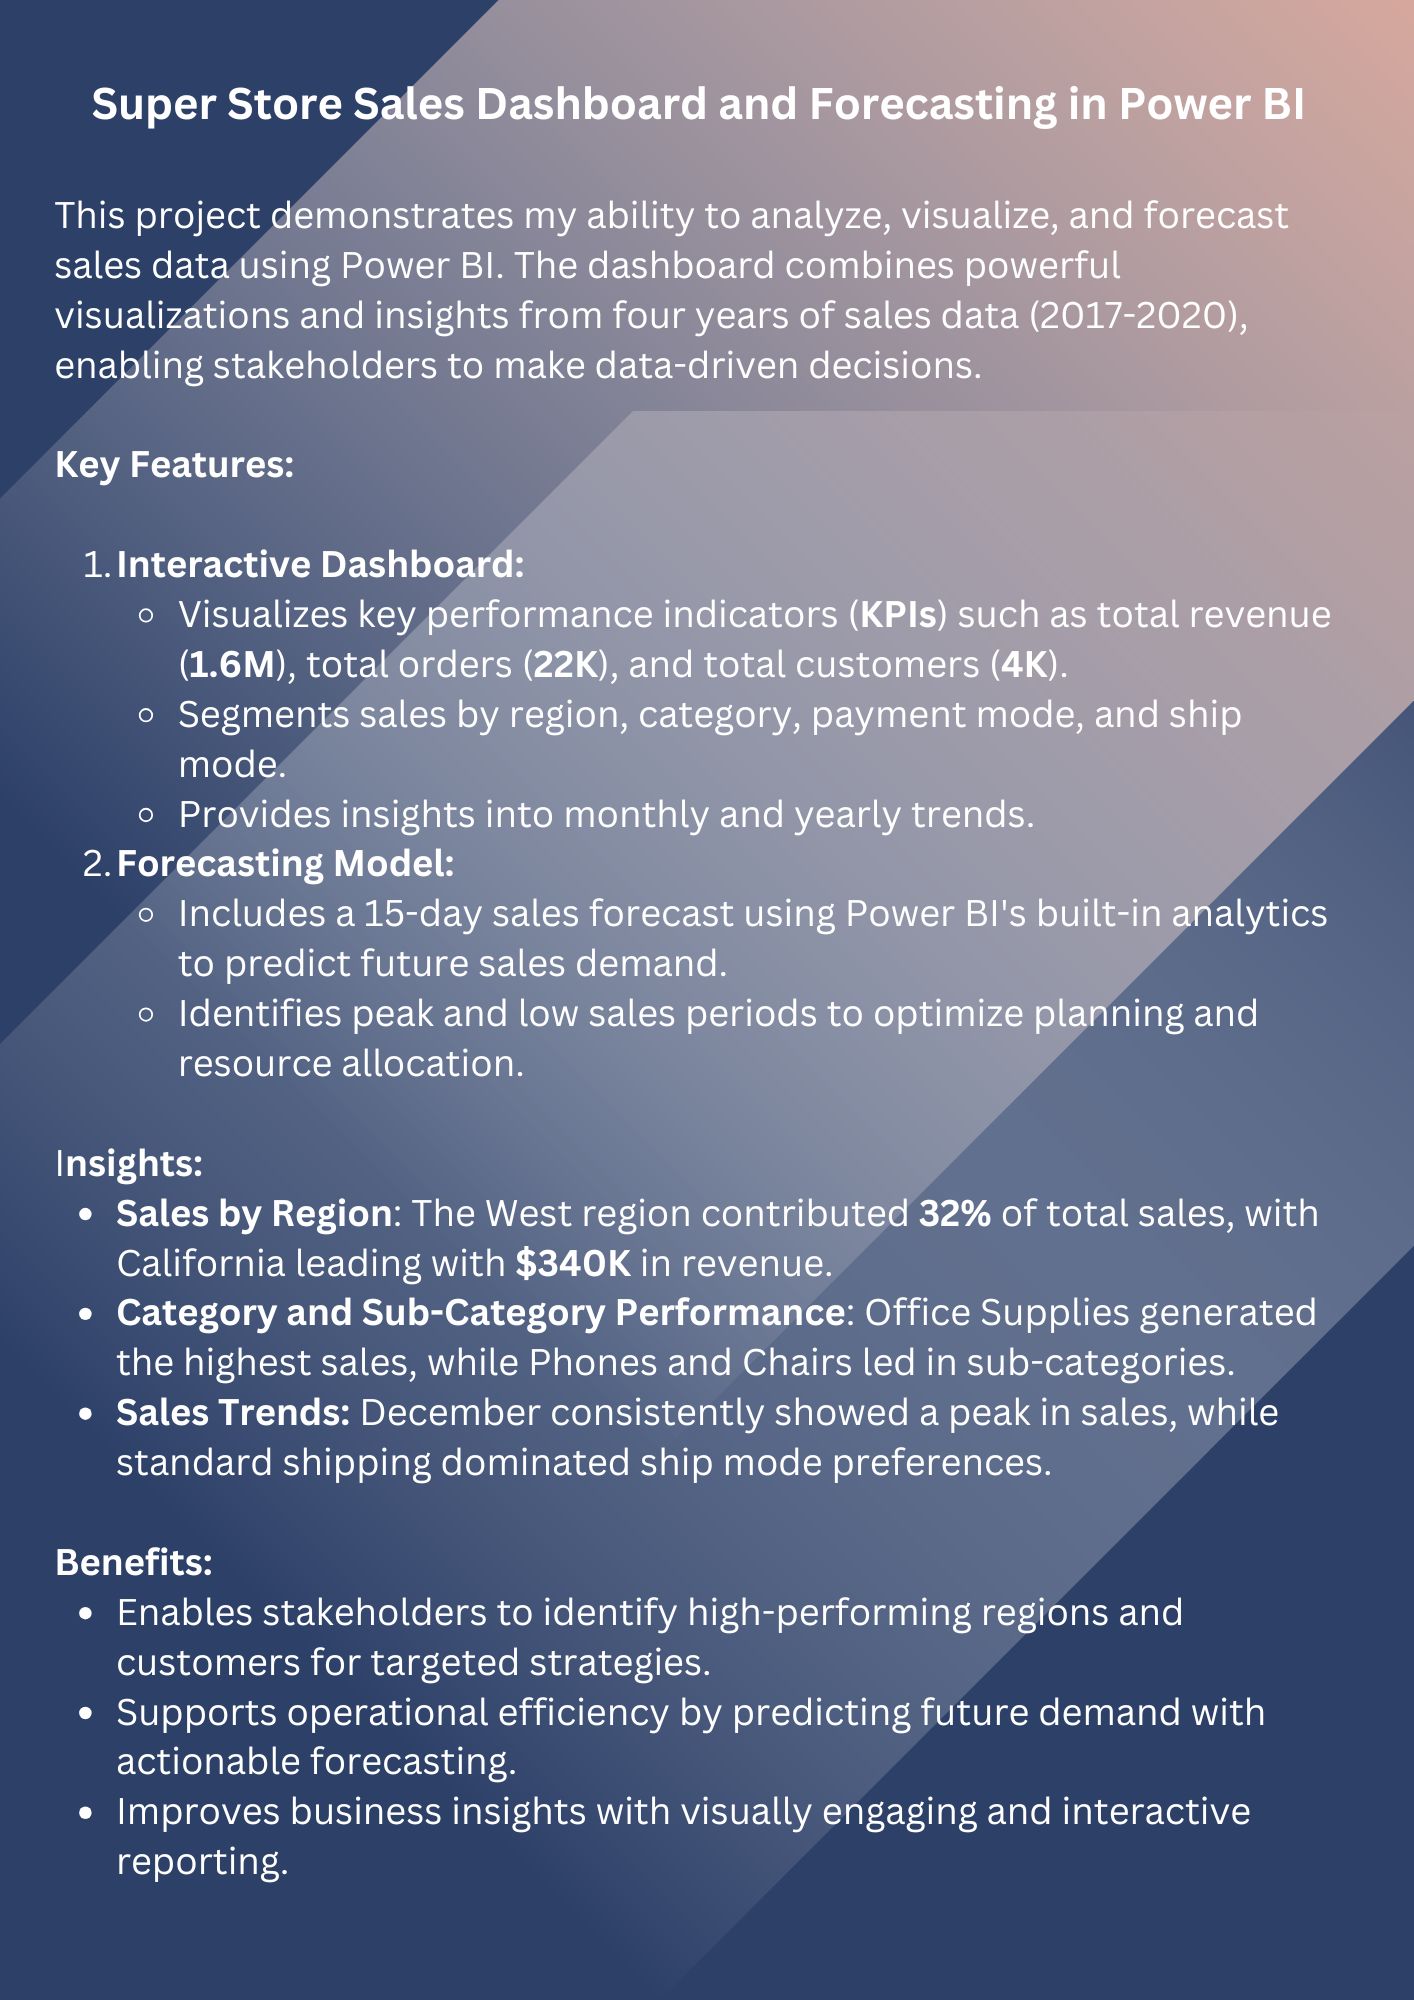 Super Store Sales Dashboard and Forecasting in Power BI
This project demonstrates my ability to analyze, visualize, and forecast
sales data using Power BI. The dashboard combines powerful
visualizations and insights from four years of sales data (2017-2020),
enabling stakeholders to make data-driven decisions.
Key Features:
1. Interactive Dashboard:
◦ Visualizes key performance indicators (KPIs) such as total revenue
(1.6M), total orders (22K), and total customers (4K).
◦ Segments sales by region, category, payment mode, and ship
mode.
◦ Provides insights into monthly and yearly trends.
2. Forecasting Model:
◦ Includes a 15-day sales forecast using Power BI's built-in analytics
to predict future sales demand.
◦ Identifies peak and low sales periods to optimize planning and
resource allocation.
Insights:
• Sales by Region: The West region contributed 32% of total sales, with
California leading with $340K in revenue.
• Category and Sub-Category Performance: Office Supplies generated
the highest sales, while Phones and Chairs led in sub-categories.
• Sales Trends: December consistently showed a peak in sales, while
standard shipping dominated ship mode preferences.
Benefits:
• Enables stakeholders to identify high-performing regions and
customers for targeted strategies.
• Supports operational efficiency by predicting future demand with
actionable forecasting.
• Improves business insights with visually engaging and interactive
reporting.